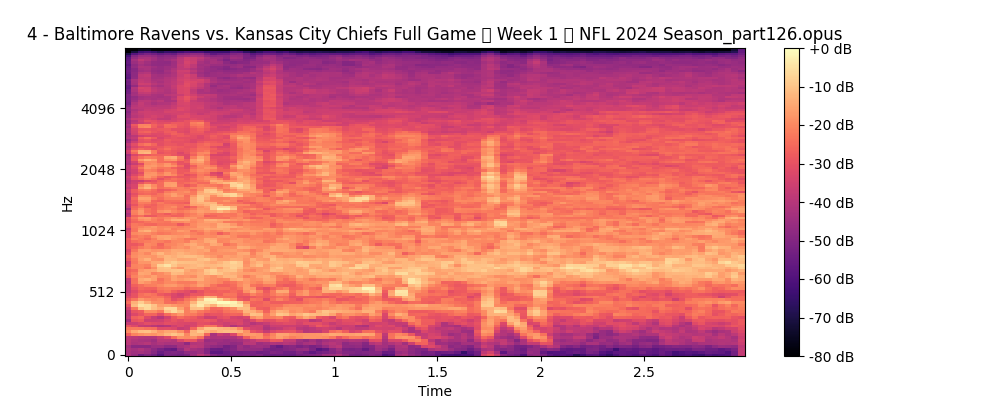 4 - Baltimore Ravens vs. Kansas City Chiefs Full Game ▯ Week 1 ▯ NFL 2024 Season_part126.opus
+0 dB
-10 dB
-20 dB
-30 dB
-40 dB
-50 dB
-60 dB
-70 dB
-80 dB
Hz
4096
2048
1024
512
0
0
0.5
1
1.5
2
2.5
Time